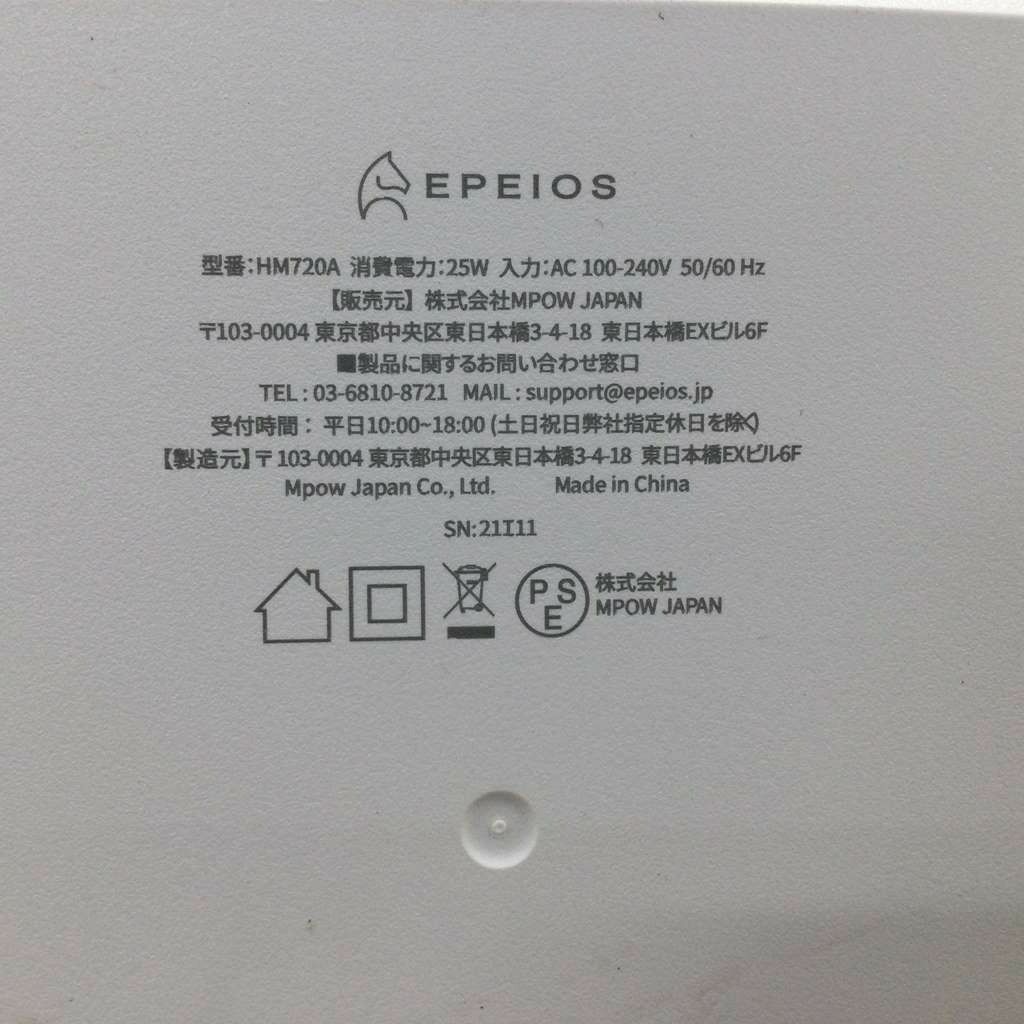 EPEIOS
型番:HM720A 消費電力:25W 入力:AC 100-240V 50/60 Hz
【販売元】株式会社MPOW JAPAN
〒103-0004 東京都中央区東日本橋3-4-18 東日本橋EXビル6F
■製品に関するお問い合わせ窓口
TEL : 03-6810-8721 MAIL : support@epeios.jp
受付時間： 平日10:00~18:00 (土日祝日弊社指定休日を除く)
【製造元】〒103-0004 東京都中央区東日本橋3-4-18 東日本橋EXビル6F
Mpow Japan Co., Ltd. Made in China
SN:21I11
PSE 株式会社
MPOW JAPAN